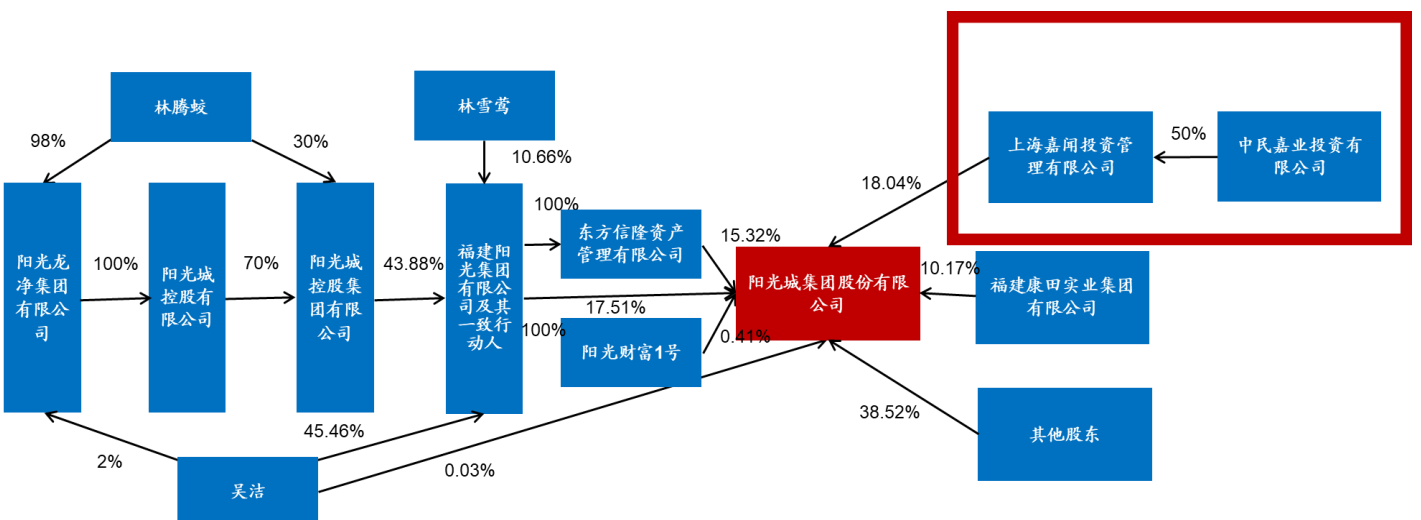 林腾蛟
林雪莺
98%
30%
10.66%
上海嘉闻投资管
理有限公司
50%
中民嘉业投资有
限公司
18.04%
阳光龙
净集团
有限公
司
100%
阳光城
控股有
限公司
70%
阳光城
控股集
团有限
公司
43.88%
福建阳
光集团
有限公
司及其
一致行
动人
100%
东方信隆资产
管理有限公司
15.32%
17.51%
100%
阳光财富1号
0.41%
阳光城集团股份有限
公司
10.17%
福建康田实业集团
有限公司
38.52%
其他股东
2%
45.46%
0.03%
吴洁